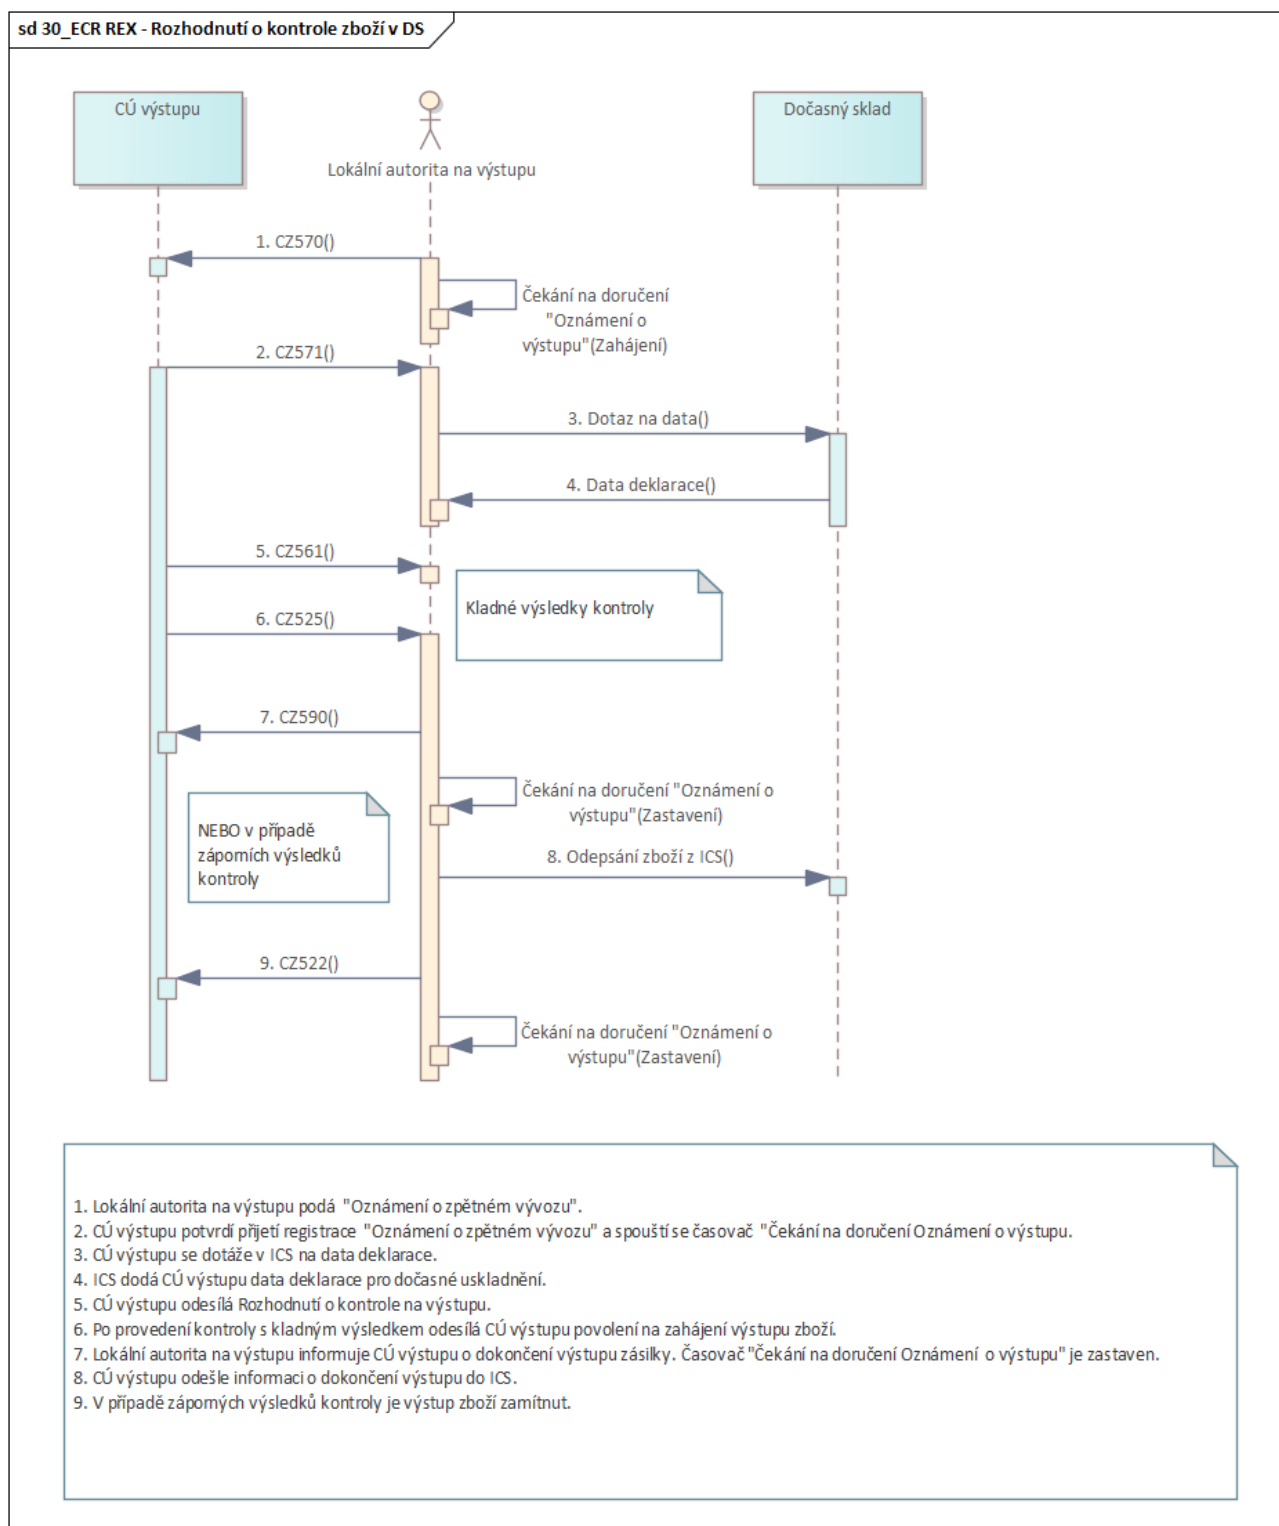 sd 30_ECR REX - Rozhodnutí o kontrole zboží v DS
CÚ výstupu
Dočasný sklad
Lokální autorita na výstupu
1. CZ570()
Čekání na doručení
"Oznámení o
výstupu"(Zahájení)
2. CZ571()
3. Dotaz na data()
4. Data deklarace()
5. CZ561()
Kladné výsledky kontroly
6. CZ525()
7. CZ590()
Čekání na doručení "Oznámení o
výstupu"(Zastavení)
NEBO v případě
záporních výsledků
kontroly
8. Odepsání zboží z ICS()
9. CZ522()
Čekání na doručení "Oznámení o
výstupu"(Zastavení)
1. Lokální autorita na výstupu podá "Oznámení o zpětném vývozu".
2. CÚ výstupu potvrdí přijetí registrace "Oznámení o zpětném vývozu" a spouští se časovač "Čekání na doručení Oznámení o výstupu.
3. CÚ výstupu se dotáže v ICS na data deklarace.
4. ICS dodá CÚ výstupu data deklarace pro dočasné uskladnění.
5. CÚ výstupu odesílá Rozhodnutí o kontrole na výstupu.
6. Po provedení kontroly s kladným výsledkem odesílá CÚ výstupu povolení na zahájení výstupu zboží.
7. Lokální autorita na výstupu informuje CÚ výstupu o dokončení výstupu zásilky. Časovač "Čekání na doručení Oznámení o výstupu" je zastaven.
8. CÚ výstupu odešle informaci o dokončení výstupu do ICS.
9. V případě záporných výsledků kontroly je výstup zboží zamítnut.